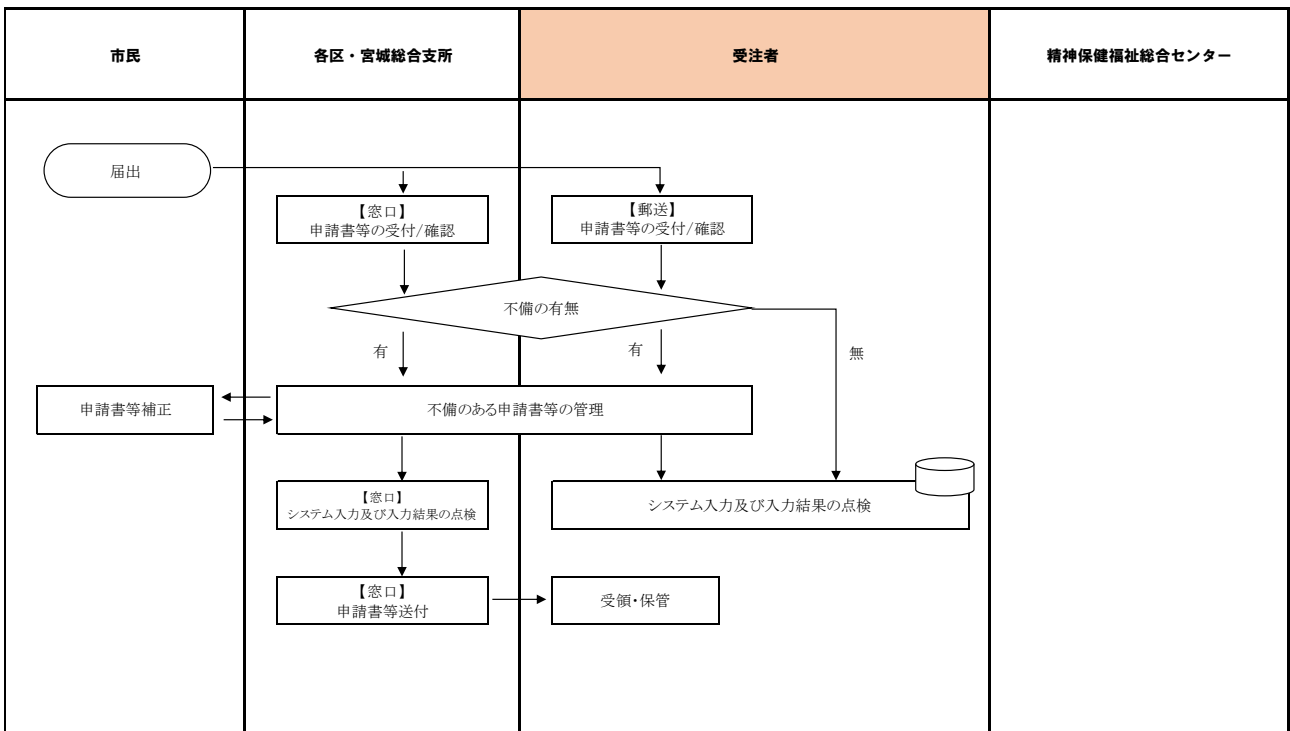 市民
各区・宮城総合支所
受注者
精神保健福祉総合センター
届出
【窓口】
申請書等の受付/確認
【郵送】
申請書等の受付/確認
不備の有無
有
有
無
申請書等補正
不備のある申請書等の管理
【窓口】
システム入力及び入力結果の点検
システム入力及び入力結果の点検
【窓口】
申請書等送付
受領・保管